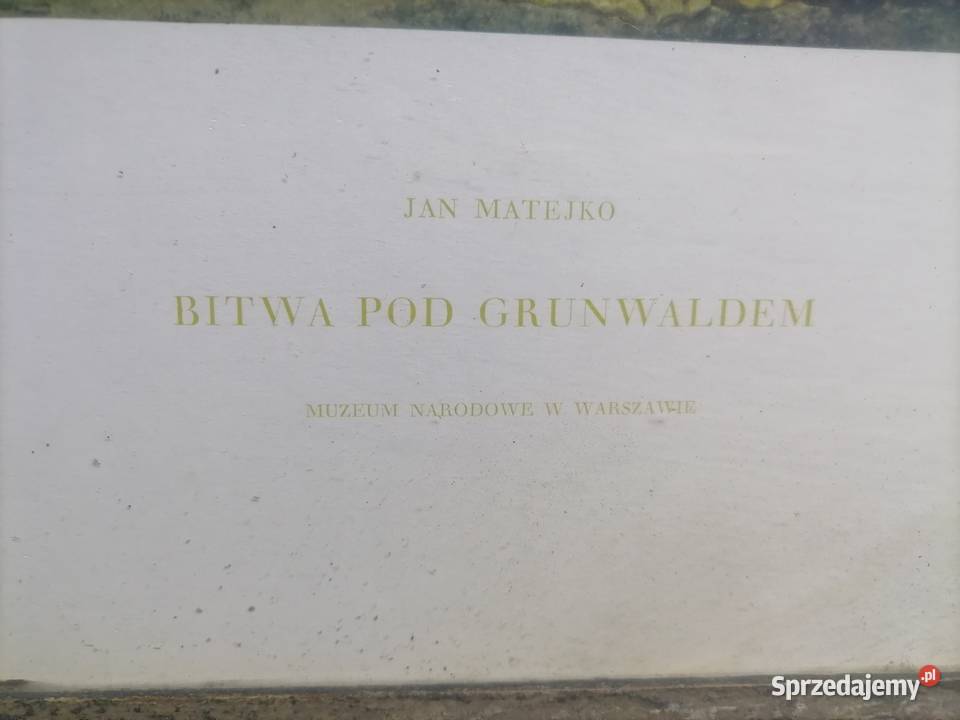 JAN MATEJKO
BITWA POD GRUNWALDEM
MUZEUM NARODOWE W WARSZAWIE
Sprzedajemy.pl